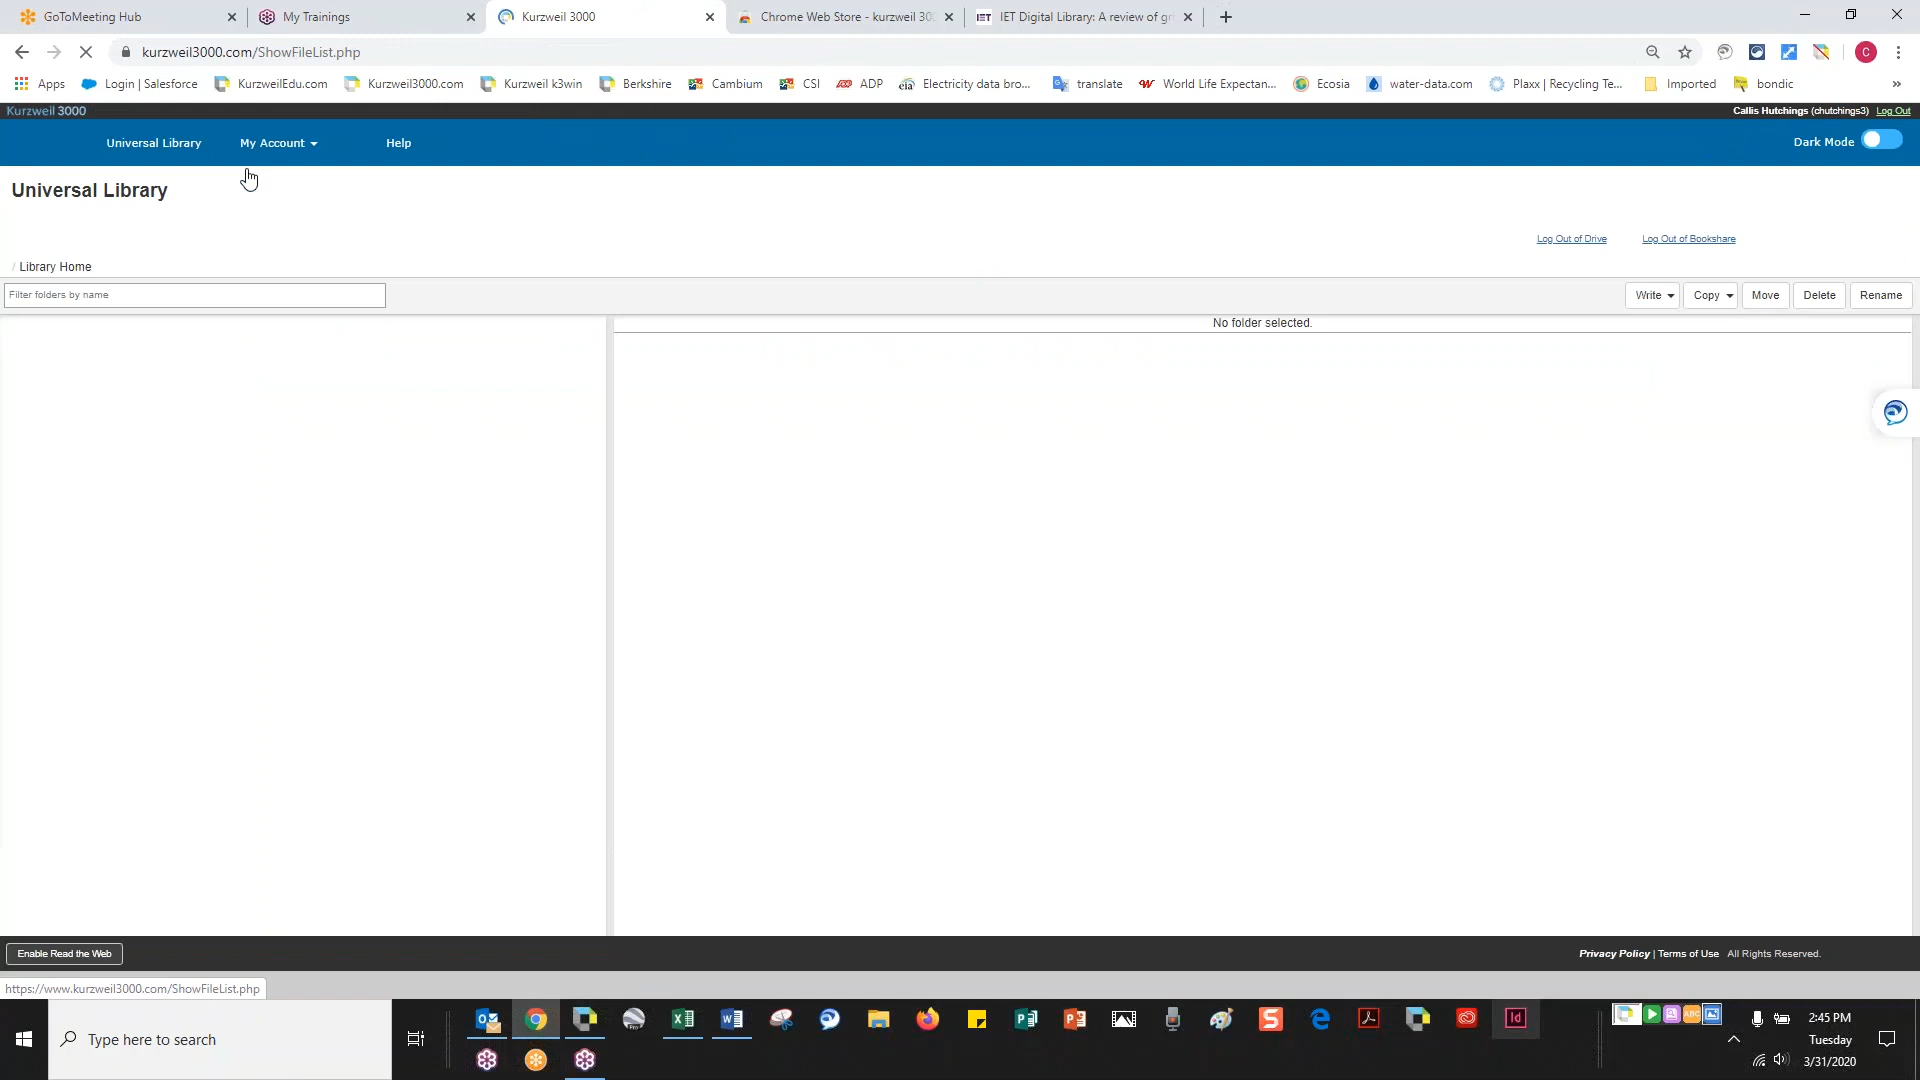 GoToMeeting Hub
My Trainings
Kurzweil 3000
Chrome Web Store - kurzweil 300
IET Digital Library: A review of gri
kurzweil3000.com/ShowFileList.php
C
Apps
Login | Salesforce
KurzweilEdu.com
Kurzweil3000.com
Kurzweil k3win
Berkshire
Cambium
CSI
ADP
eia
Electricity data bro...
translate
World Life Expectan...
Ecosia
water-data.com
Plaxx | Recycling Te...
Imported
bondic
Kurzweil 3000
Callis Hutchings (chutchings3) Log Out
Universal Library
My Account
Help
Dark Mode
Universal Library
Log Out of Drive
Log Out of Bookshare
/ Library Home
Filter folders by name
Write
Copy
Move
Delete
Rename
No folder selected.
Enable Read the Web
Privacy Policy | Terms of Use All Rights Reserved.
https://www.kurzweil3000.com/ShowFileList.php
Type here to search
2:45 PM
Tuesday
3/31/2020